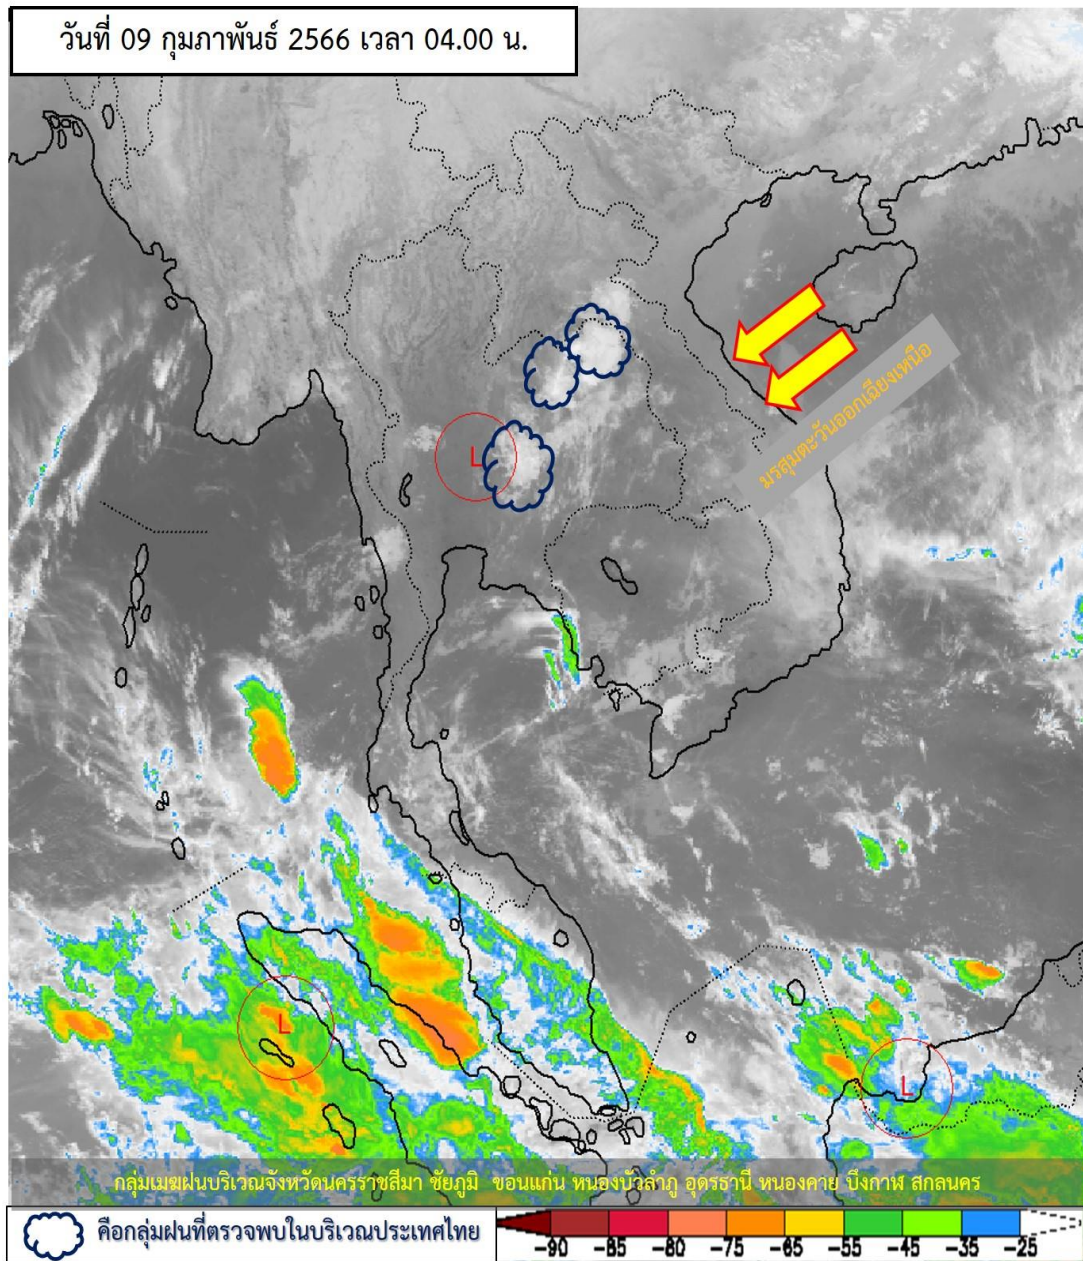 วันที่ 09 กุมภาพันธ์ 2566 เวลา 04.00 น.
มรสุมตะวันออกเฉียงเหนือ
L
L
L
กลุ่มเมฆฝนบริเวณจังหวัดนครราชสีมา ชัยภูมิ ขอนแก่น หนองบัวลำภู อุดรธานี หนองคาย บึงกาฬ สกลนคร
คือกลุ่มฝนที่ตรวจพบในบริเวณประเทศไทย
-90 -85 -80 -75 -65 -55 -45 -35 -25